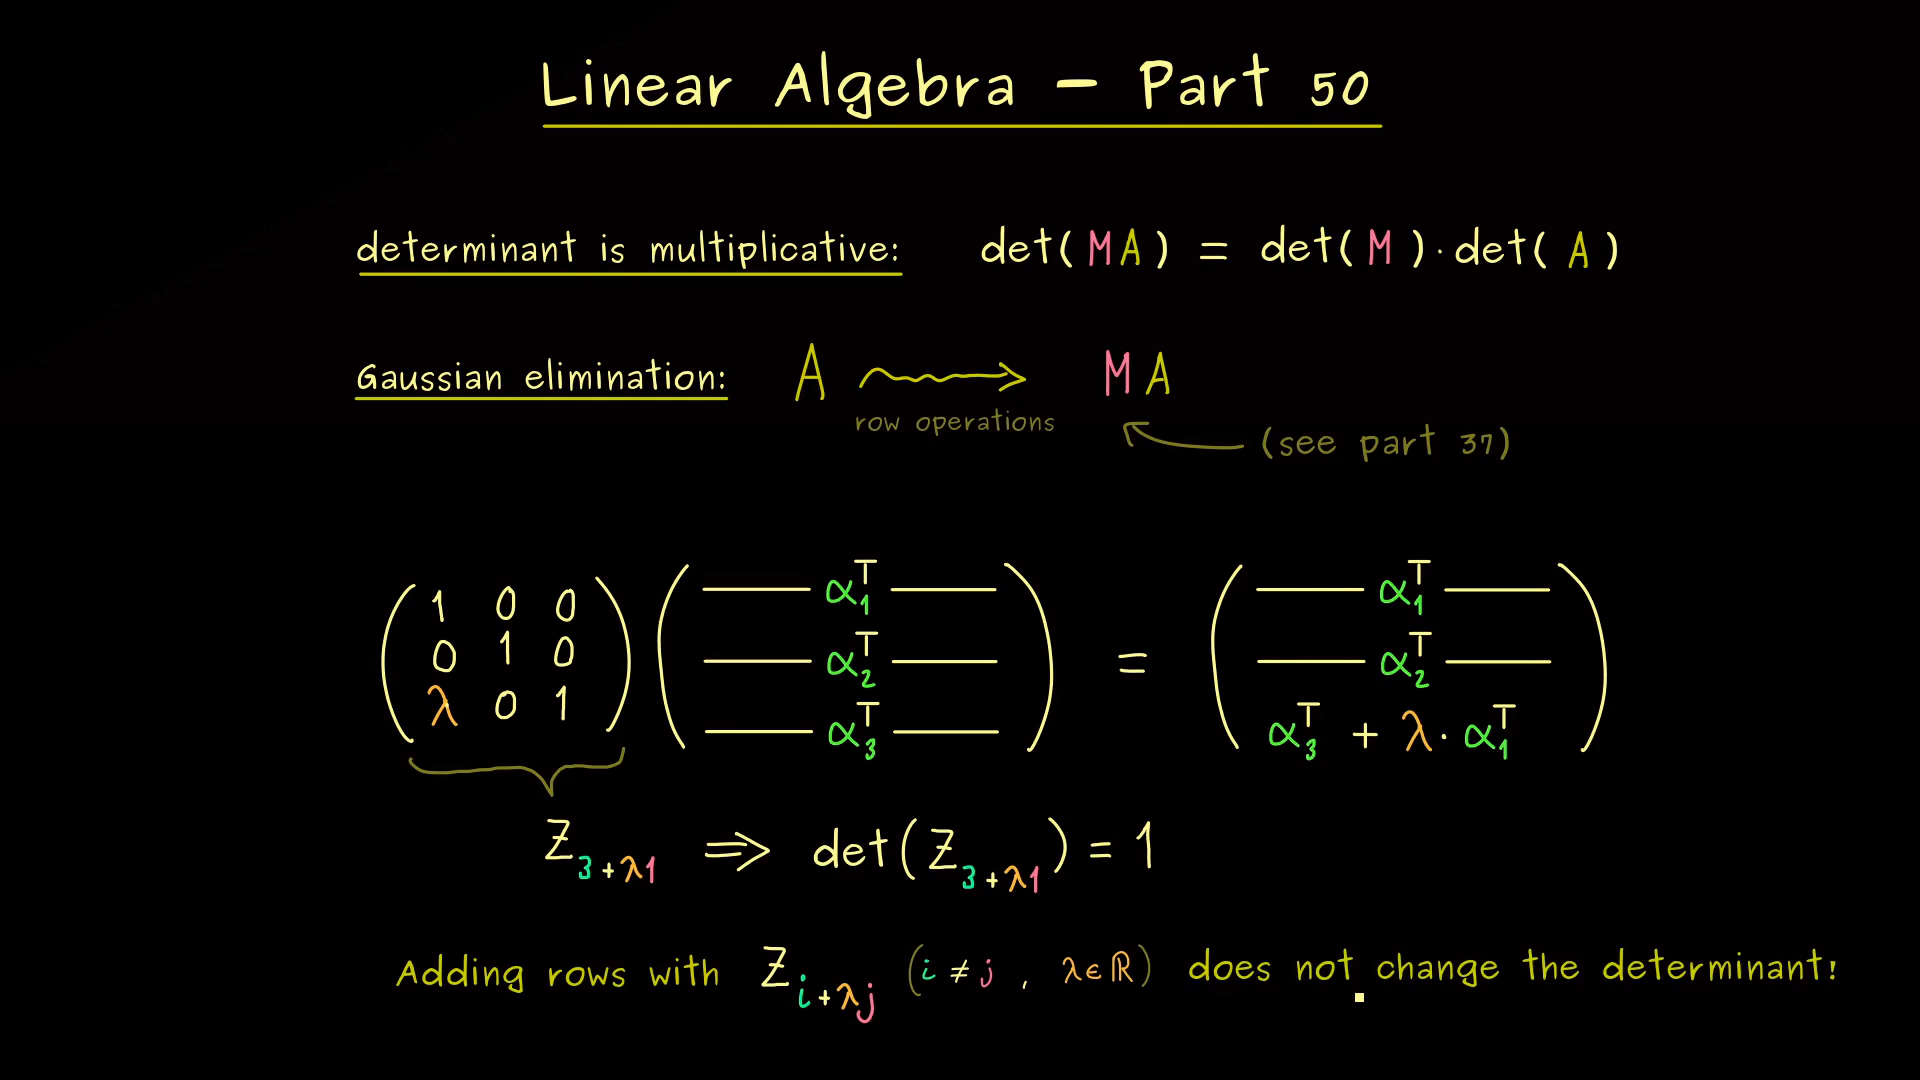 Linear Algebra – Part 50
determinant is multiplicative: det(MA) = det(M)·det(A)
Gaussian elimination: A ⟿ MA
row operations
(see part 37)
1 0 0
0 1 0
λ 0 1
α₁ᵀ
α₂ᵀ
α₃ᵀ
=
α₁ᵀ
α₂ᵀ
α₃ᵀ + λ·α₁ᵀ
Z₃₊λ₁ ⇒ det(Z₃₊λ₁) = 1
Adding rows with Z_{i+λj} (i ≠ j , λ∈ℝ) does not change the determinant!